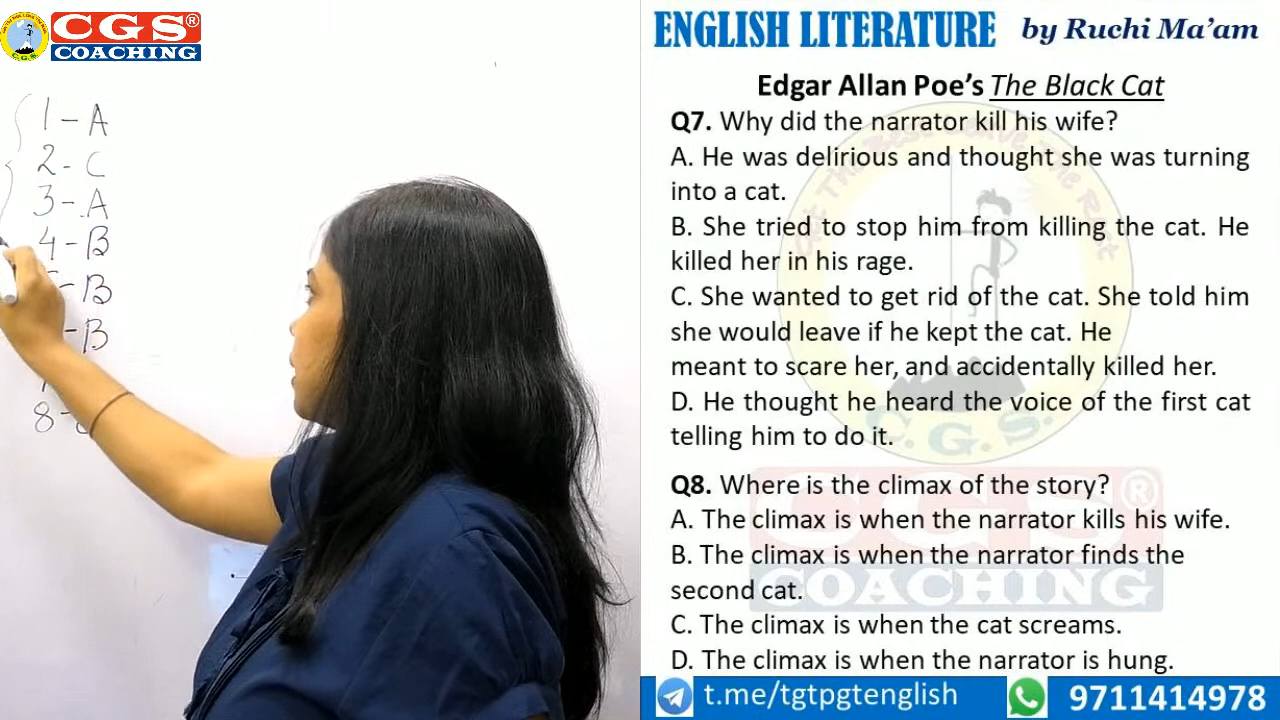 CGS®
COACHING
C.G.S.
1 - A
2 - C
3 - A
4 - B
- B
- B
8 -
ENGLISH LITERATURE by Ruchi Ma’am
Edgar Allan Poe’s The Black Cat
Q7. Why did the narrator kill his wife?
A. He was delirious and thought she was turning
into a cat.
B. She tried to stop him from killing the cat. He
killed her in his rage.
C. She wanted to get rid of the cat. She told him
she would leave if he kept the cat. He
meant to scare her, and accidentally killed her.
D. He thought he heard the voice of the first cat
telling him to do it.
C.G.S.
Q8. Where is the climax of the story?
A. The climax is when the narrator kills his wife.
B. The climax is when the narrator finds the
second cat.
C. The climax is when the cat screams.
D. The climax is when the narrator is hung.
CGS®
COACHING
t.me/tgtpgtenglish 9711414978